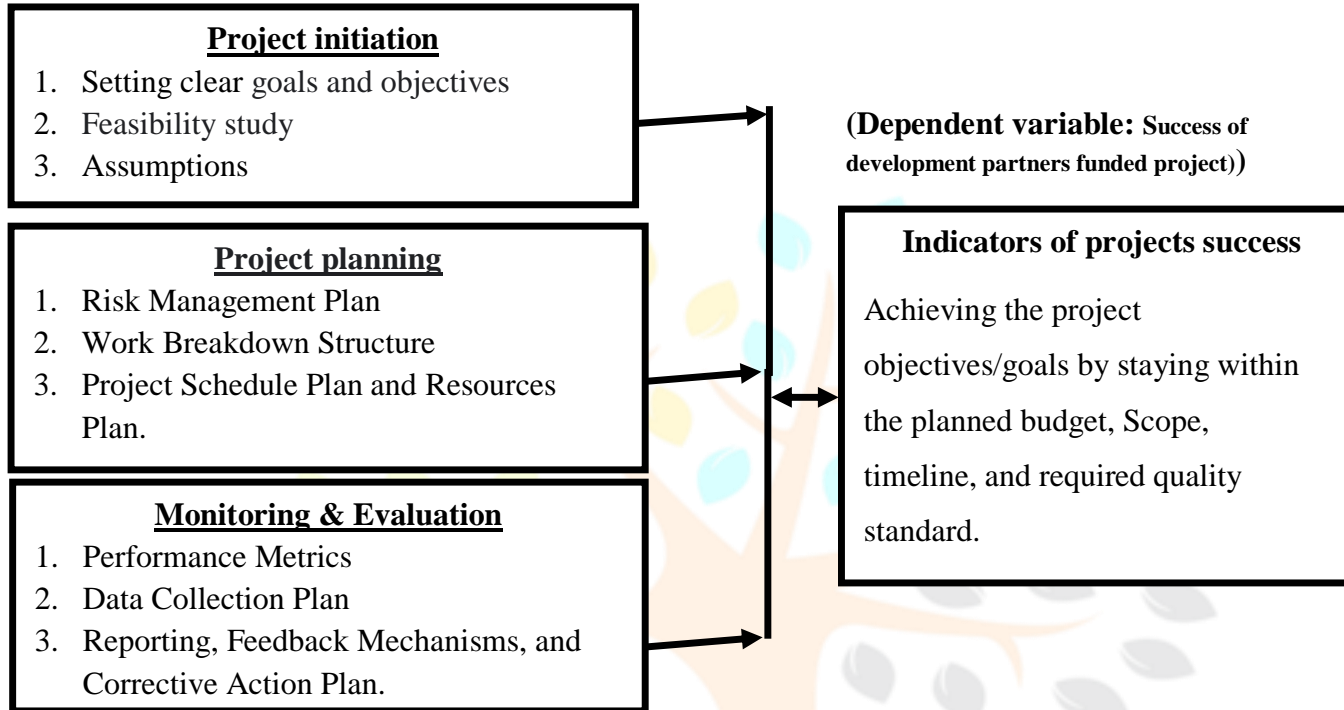 Project initiation
1. Setting clear goals and objectives
2. Feasibility study
3. Assumptions
Project planning
1. Risk Management Plan
2. Work Breakdown Structure
3. Project Schedule Plan and Resources
Plan.
Monitoring & Evaluation
1. Performance Metrics
2. Data Collection Plan
3. Reporting, Feedback Mechanisms, and
Corrective Action Plan.
(Dependent variable: Success of
development partners funded project))
Indicators of projects success
Achieving the project
objectives/goals by staying within
the planned budget, Scope,
timeline, and required quality
standard.